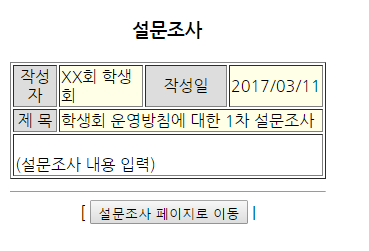 설문조사
작성자 XX회 학생회 작성일 2017/03/11
제 목 학생회 운영방침에 대한 1차 설문조사
(설문조사 내용 입력)
[ 설문조사 페이지로 이동 |